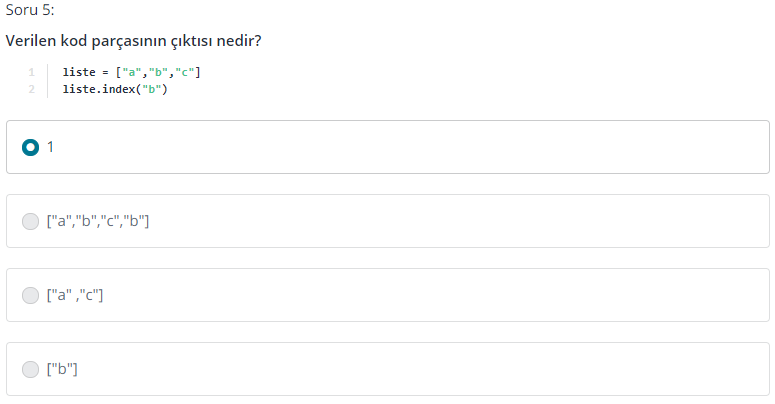 Soru 5:
Verilen kod parçasının çıktısı nedir?
1 liste = ["a","b","c"]
2 liste.index("b")
1
["a","b","c","b"]
["a" ,"c"]
["b"]